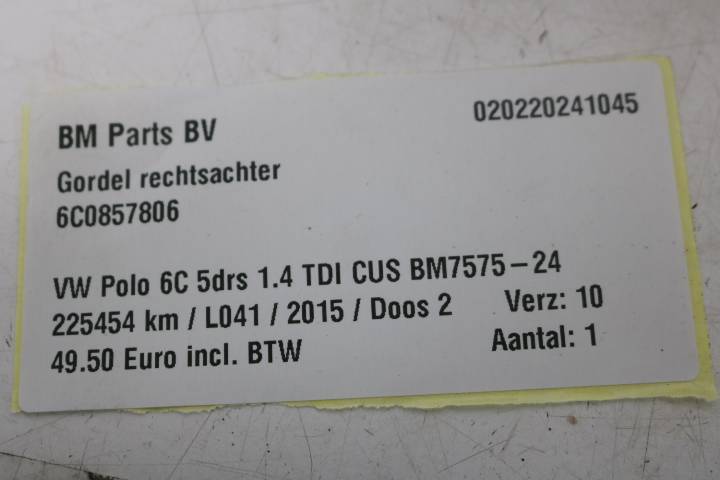 BM Parts BV 020220241045
Gordel rechtsachter
6C0857806
VW Polo 6C 5drs 1.4 TDI CUS BM7575-24
225454 km / L041 / 2015 / Doos 2 Verz: 10
49.50 Euro incl. BTW Aantal: 1